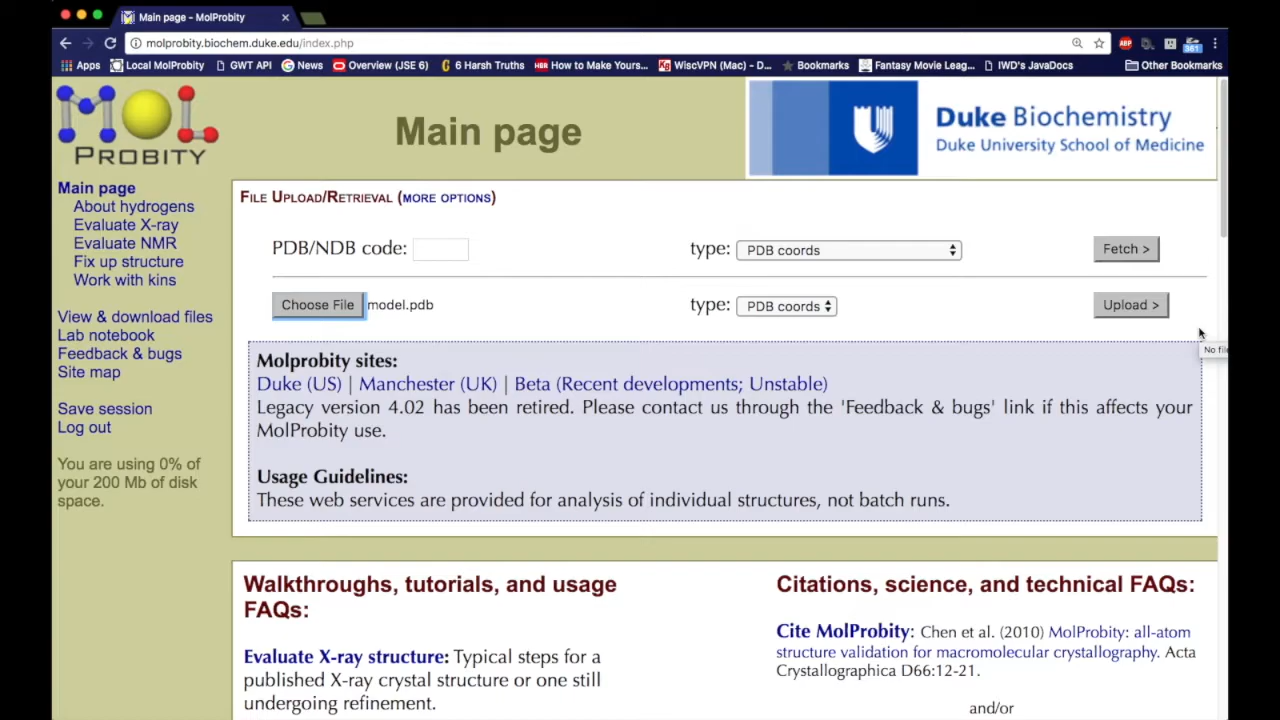 Main page - MolProbity
molprobity.biochem.duke.edu/index.php
ABP
361
Apps Local MolProbity GWT API News Overview (JSE 6) 6 Harsh Truths How to Make Yours... WiscVPN (Mac) – D... Bookmarks Fantasy Movie Leag... IWD's JavaDocs Other Bookmarks
MOL
PROBITY
Main page
Duke Biochemistry
Duke University School of Medicine
Main page
About hydrogens
Evaluate X-ray
Evaluate NMR
Fix up structure
Work with kins
View & download files
Lab notebook
Feedback & bugs
Site map
Save session
Log out
You are using 0% of
your 200 Mb of disk
space.
File Upload/Retrieval (more options)
PDB/NDB code: type: PDB coords Fetch >
Choose File model.pdb type: PDB coords Upload >
No file
Molprobity sites:
Duke (US) | Manchester (UK) | Beta (Recent developments; Unstable)
Legacy version 4.02 has been retired. Please contact us through the 'Feedback & bugs' link if this affects your
MolProbity use.
Usage Guidelines:
These web services are provided for analysis of individual structures, not batch runs.
Walkthroughs, tutorials, and usage
FAQs:
Evaluate X-ray structure: Typical steps for a
published X-ray crystal structure or one still
undergoing refinement.
Citations, science, and technical FAQs:
Cite MolProbity: Chen et al. (2010) MolProbity: all-atom
structure validation for macromolecular crystallography. Acta
Crystallographica D66:12-21.
and/or